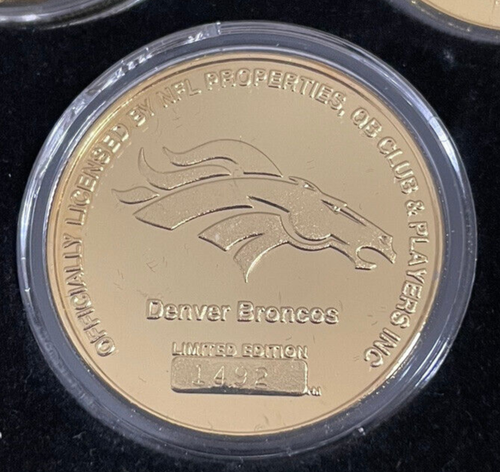 OFFICIALLY LICENSED BY NFL PROPERTIES, QB CLUB & PLAYERS INC
Denver Broncos
LIMITED EDITION
1492